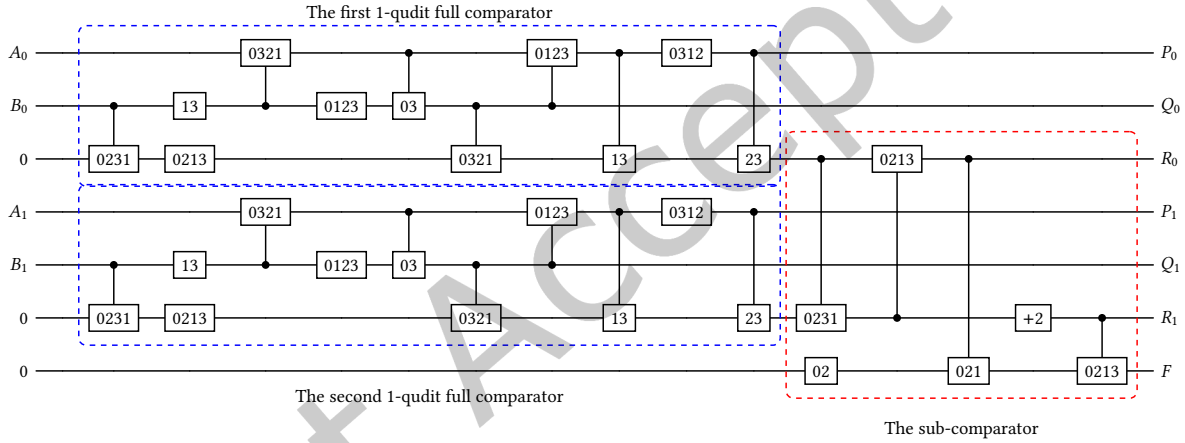 The first 1-qudit full comparator
A0 0321 0123 0312 P0
B0 13 0123 03 Q0
0 0231 0213 0321 13 23 0213 R0
A1 0321 0123 0312 P1
B1 13 0123 03 Q1
0 0231 0213 0321 13 23 0231 +2 R1
0 02 021 0213 F
The second 1-qudit full comparator
The sub-comparator
t Accept